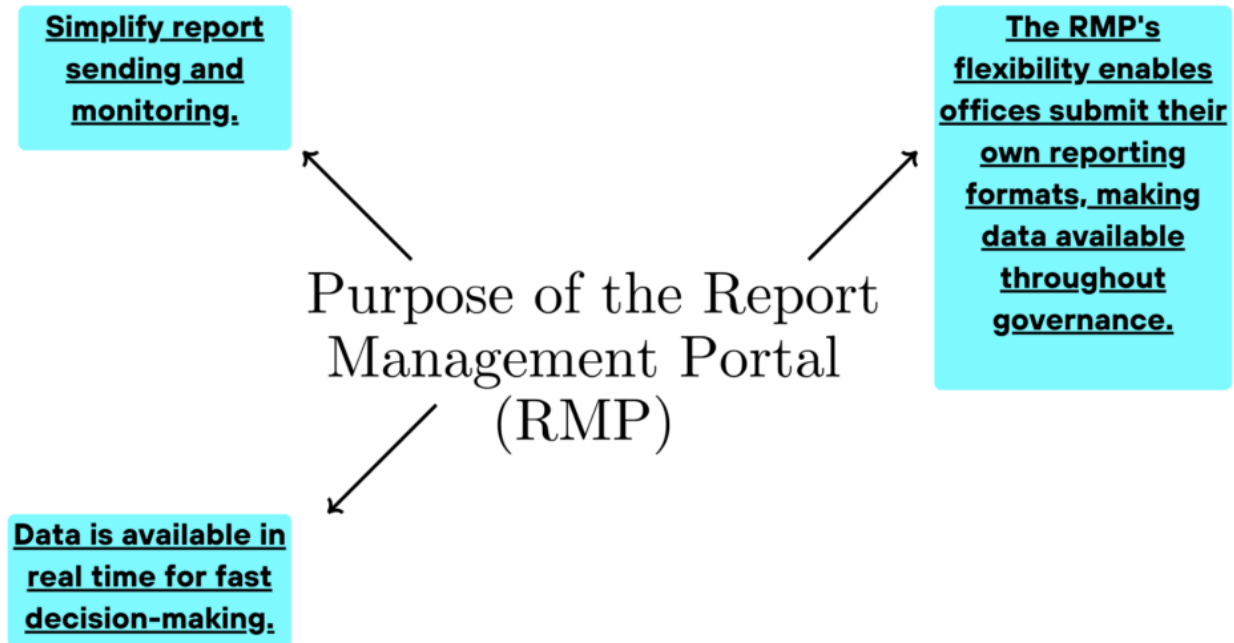 Simplify report
sending and
monitoring.
The RMP's
flexibility enables
offices submit their
own reporting
formats, making
data available
throughout
governance.
Purpose of the Report
Management Portal
(RMP)
Data is available in
real time for fast
decision-making.